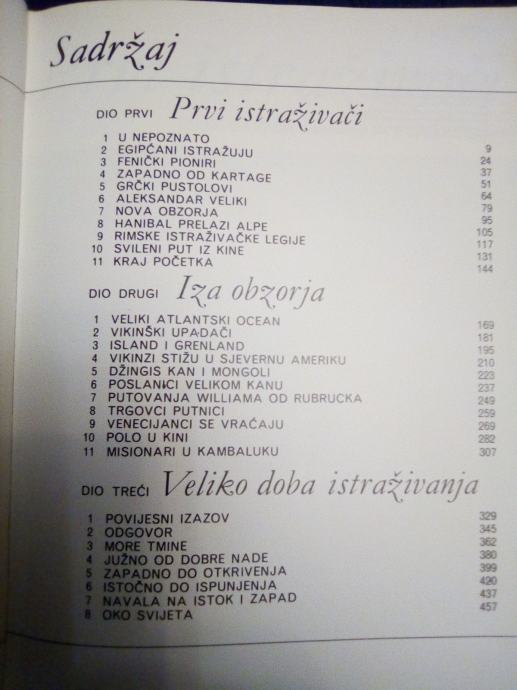 Sadržaj
DIO PRVI Prvi istraživači
1 U NEPOZNATO 9
2 EGIPĆANI ISTRAŽUJU 24
3 FENIČKI PIONIRI 37
4 ZAPADNO OD KARTAGE 51
5 GRČKI PUSTOLOVI 64
6 ALEKSANDAR VELIKI 79
7 NOVA OBZORJA 95
8 HANIBAL PRELAZI ALPE 105
9 RIMSKE ISTRAŽIVAČKE LEGIJE 117
10 SVILENI PUT IZ KINE 131
11 KRAJ POČETKA 144
DIO DRUGI Iza obzorja
1 VELIKI ATLANTSKI OCEAN 169
2 VIKINŠKI UPADAČI 181
3 ISLAND I GRENLAND 195
4 VIKINZI STIŽU U SJEVERNU AMERIKU 210
5 DŽINGIS KAN I MONGOLI 223
6 POSLANICI VELIKOM KANU 237
7 PUTOVANJA WILLIAMA OD RUBRUCKA 249
8 TRGOVCI PUTNICI 259
9 VENECIJANCI SE VRAĆAJU 269
10 POLO U KINI 282
11 MISIONARI U KAMBALUKU 307
DIO TREĆI Veliko doba istraživanja
1 POVIJESNI IZAZOV 329
2 ODGOVOR 345
3 MORE TMINE 362
4 JUŽNO OD DOBRE NADE 380
5 ZAPADNO DO OTKRIVENJA 399
6 ISTOČNO DO ISPUNJENJA 420
7 NAVALA NA ISTOK I ZAPAD 437
8 OKO SVIJETA 457